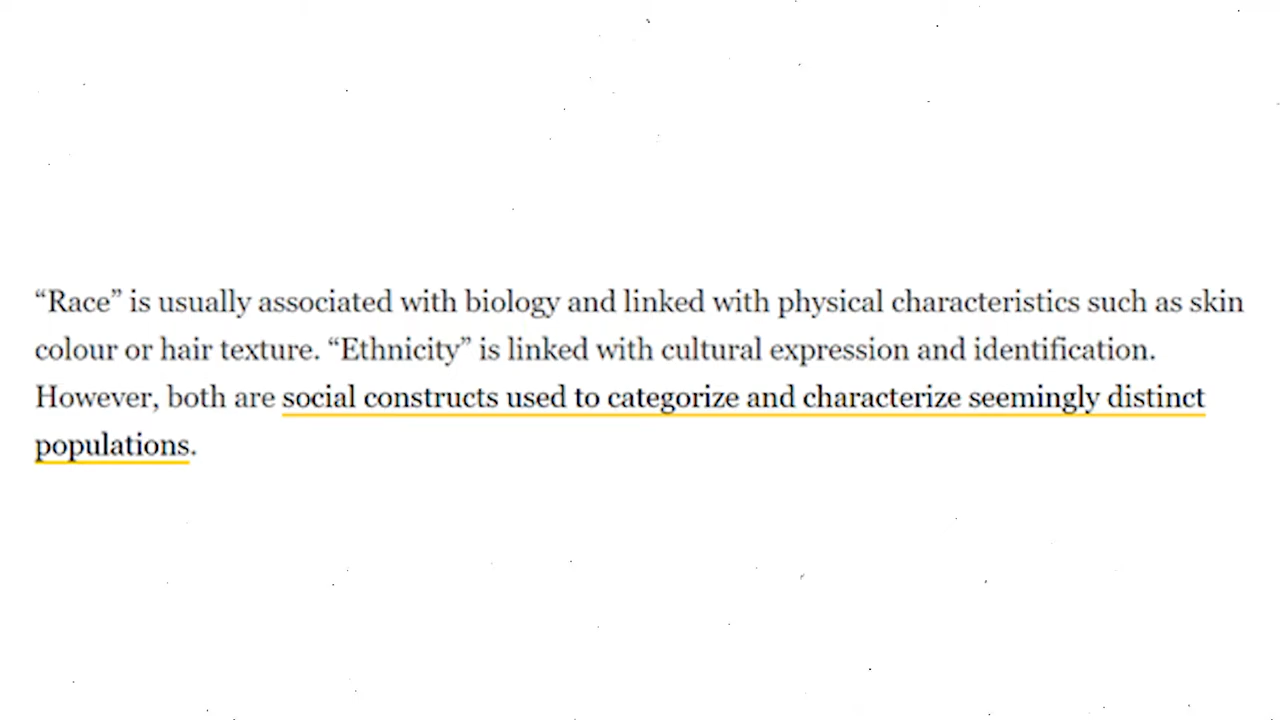 “Race” is usually associated with biology and linked with physical characteristics such as skin
colour or hair texture. “Ethnicity” is linked with cultural expression and identification.
However, both are social constructs used to categorize and characterize seemingly distinct
populations.